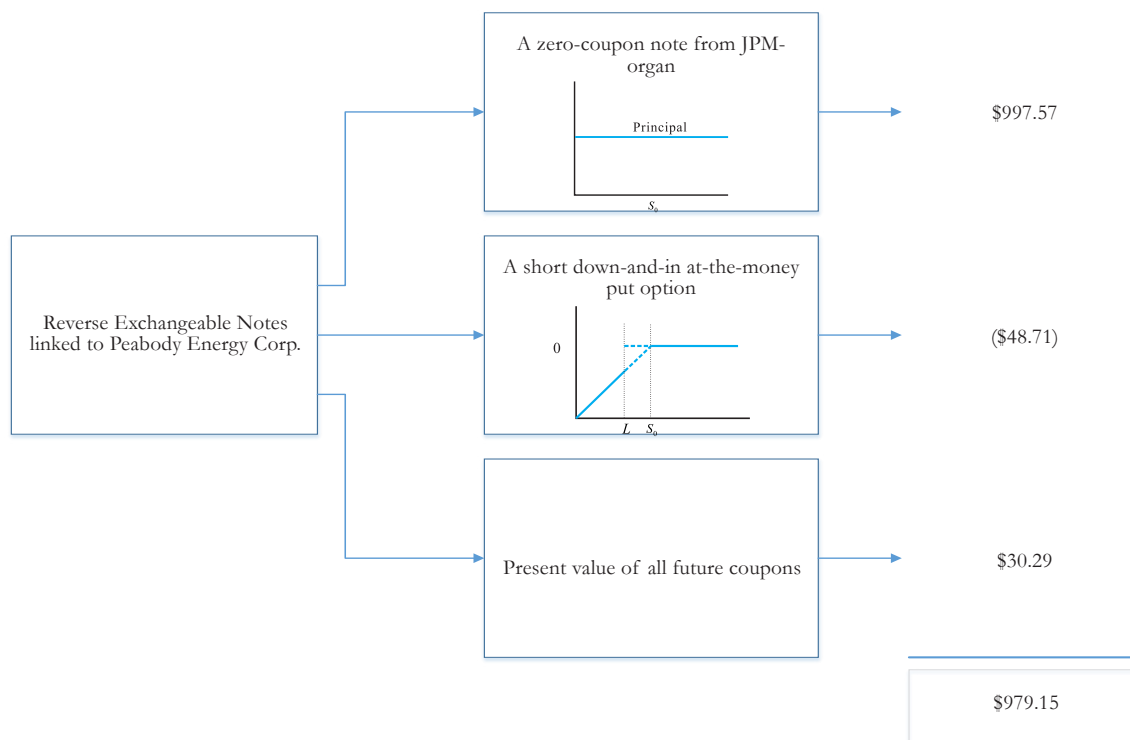 A zero-coupon note from JPM-
organ
Principal
S₀
$997.57
Reverse Exchangeable Notes
linked to Peabody Energy Corp.
A short down-and-in at-the-money
put option
0
L S₀
($48.71)
Present value of all future coupons
$30.29
$979.15